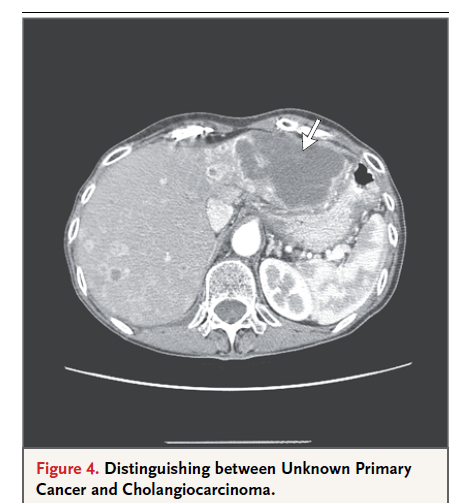 Figure 4. Distinguishing between Unknown Primary
Cancer and Cholangiocarcinoma.